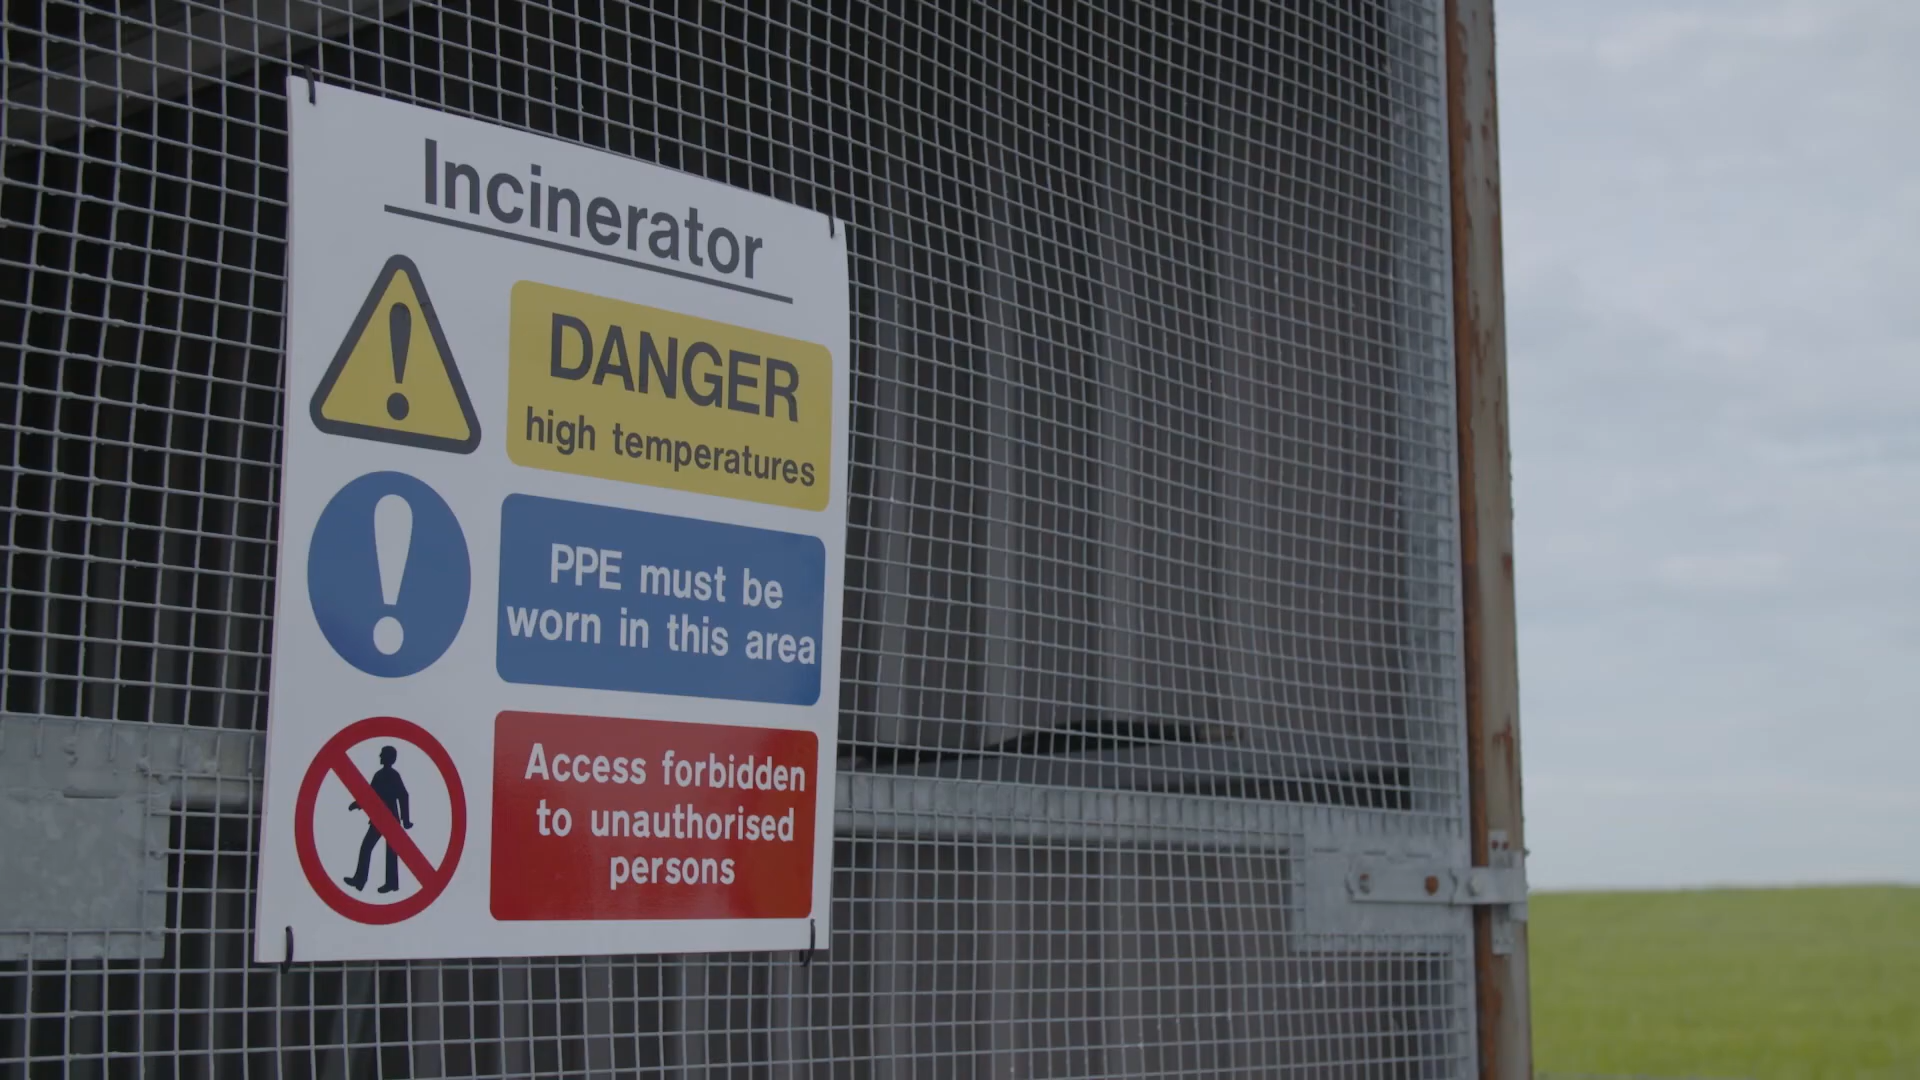 Incinerator
DANGER
high temperatures
PPE must be
worn in this area
Access forbidden
to unauthorised
persons